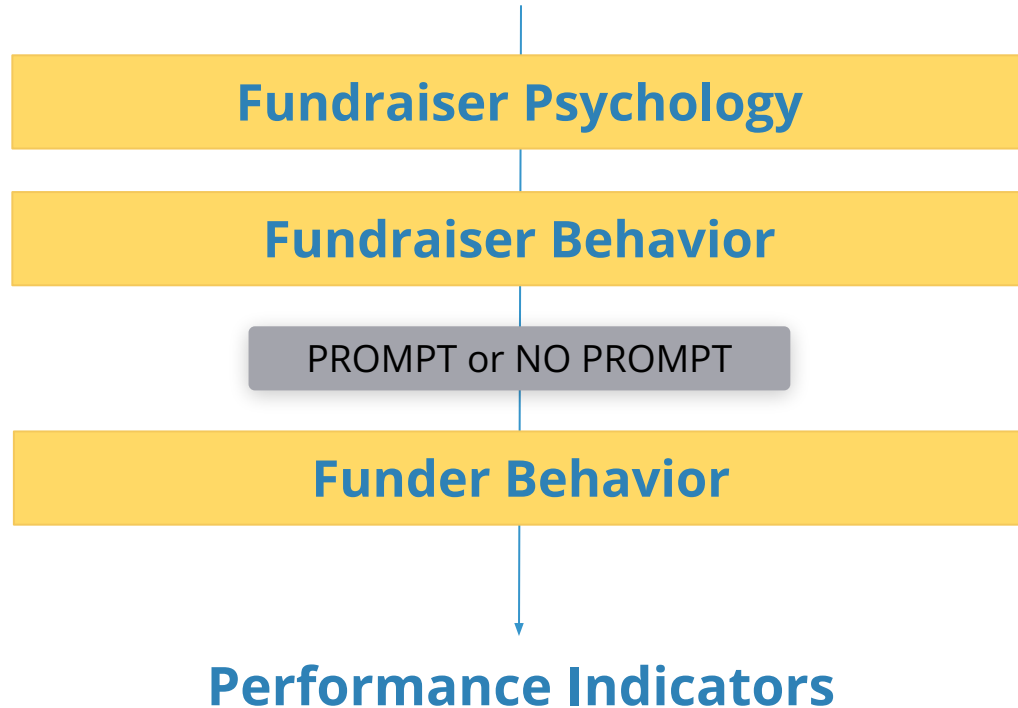 Fundraiser Psychology
Fundraiser Behavior
PROMPT or NO PROMPT
Funder Behavior
Performance Indicators